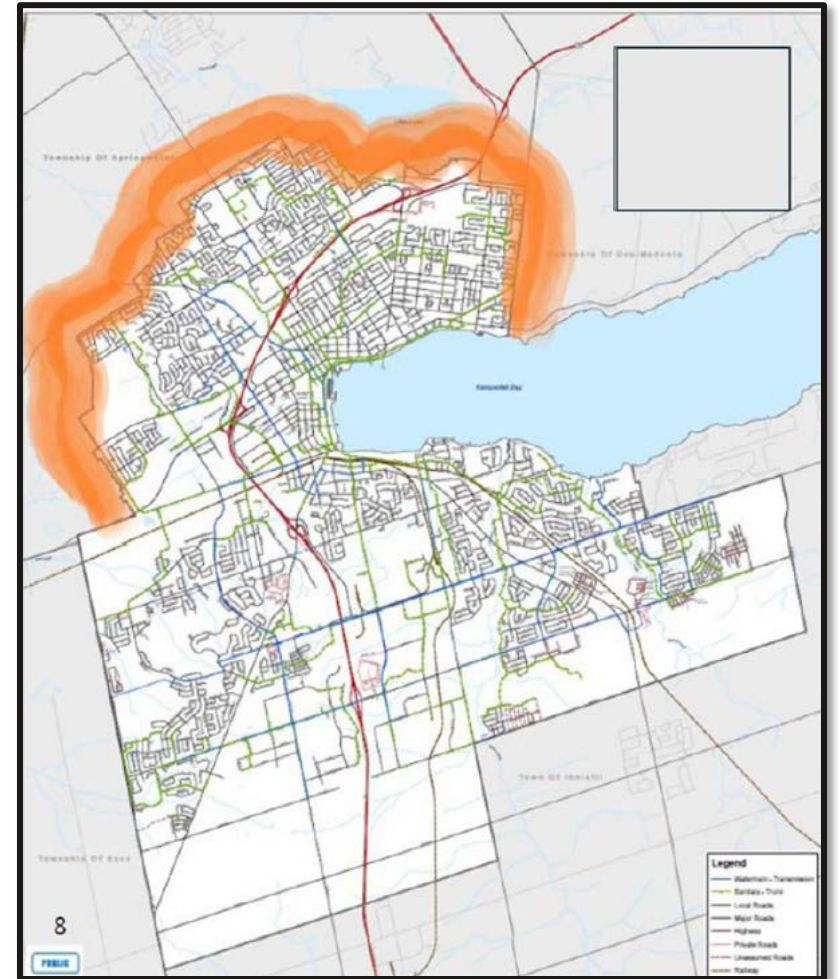 Township Of Springwater
Township Of Oro-Medonte
Kempenfelt Bay
Town Of Innisfil
Township Of Essa
Legend
Watermain - Transmission
Sanitary - Trunk
Local Roads
Major Roads
Highway
Private Roads
Unassumed Roads
Railway
8
PUBLIC